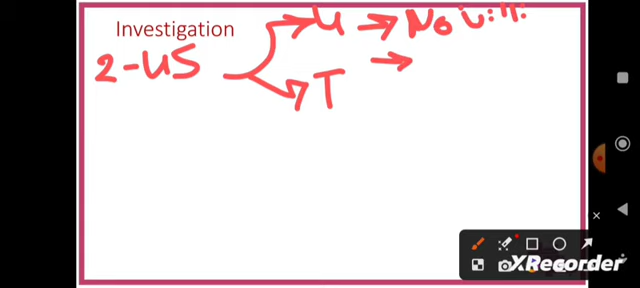 Investigation
2-US
u
No
T
XRecorder